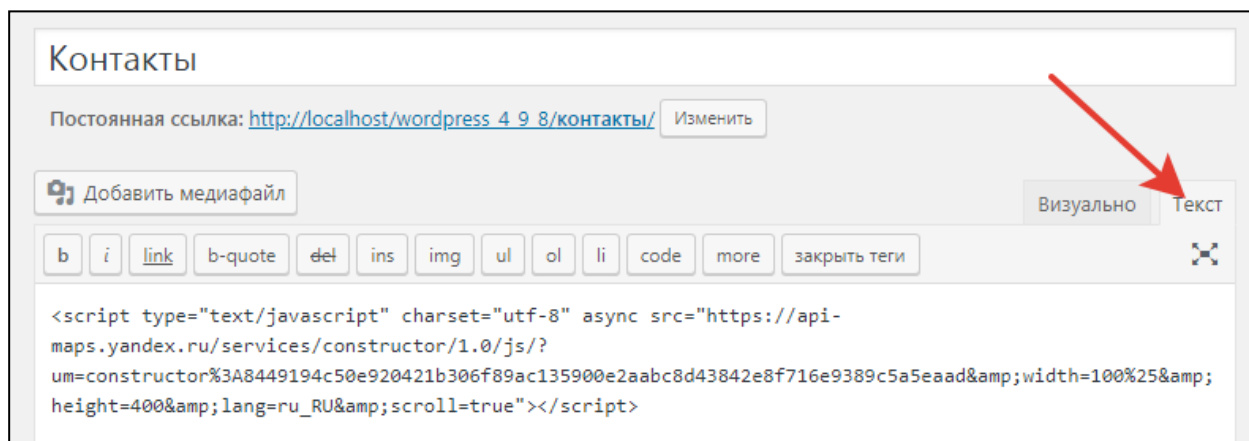 Контакты
Постоянная ссылка: http://localhost/wordpress_4_9_8/контакты/ Изменить
Добавить медиафайл
Визуально Текст
b i link b-quote del ins img ul ol li code more закрыть теги
<script type="text/javascript" charset="utf-8" async src="https://api-
maps.yandex.ru/services/constructor/1.0/js/?
um=constructor%3A8449194c50e920421b306f89ac135900e2aabc8d43842e8f716e9389c5a5eaad&amp;width=100%25&amp;
height=400&amp;lang=ru_RU&amp;scroll=true"></script>